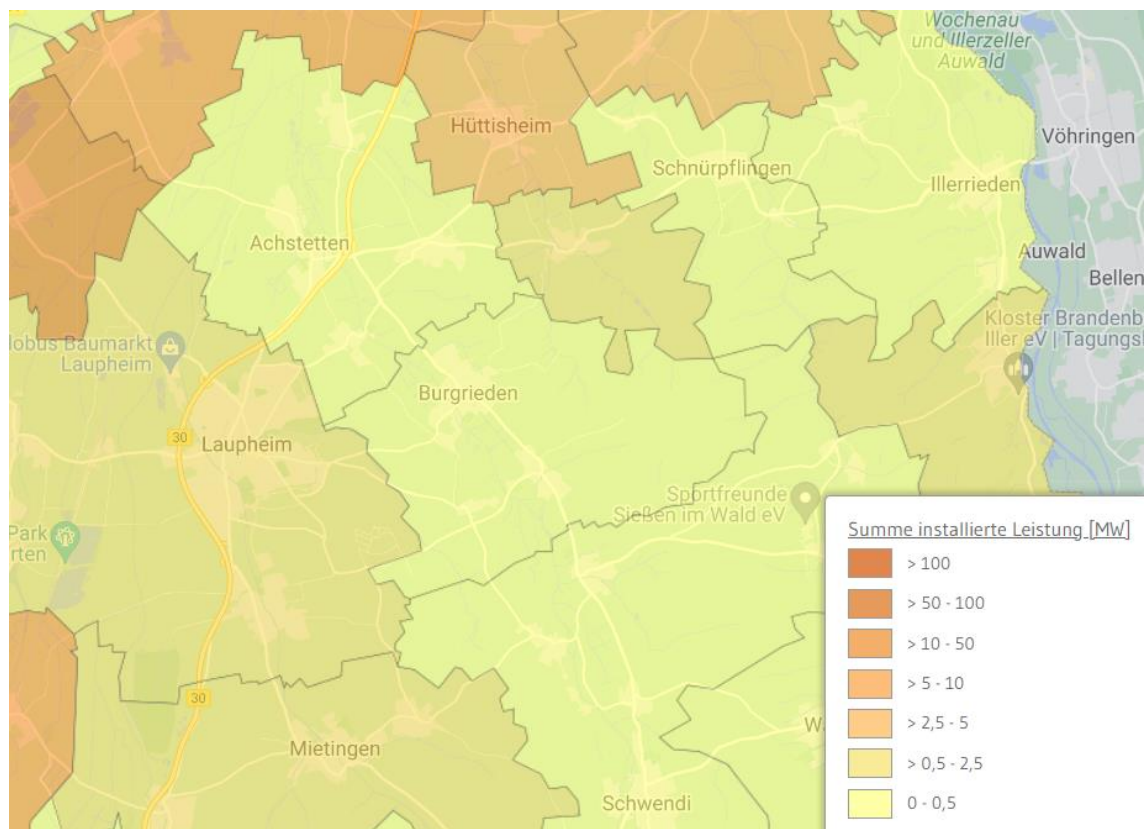 Wochenau
und Illerzeller
Auwald
Vöhringen
Hüttisheim
Schnürpflingen
Illerrieden
Achstetten
Auwald
Bellen
Kloster Brandenb
Iller eV | Tagungsh
lobus Baumarkt
Laupheim
Burgrieden
30
Laupheim
Sportfreunde
Sießen im Wald eV
Park
rten
30
Mietingen
Wa
Schwendi
Summe installierte Leistung [MW]
> 100
> 50 - 100
> 10 - 50
> 5 - 10
> 2,5 - 5
> 0,5 - 2,5
0 - 0,5